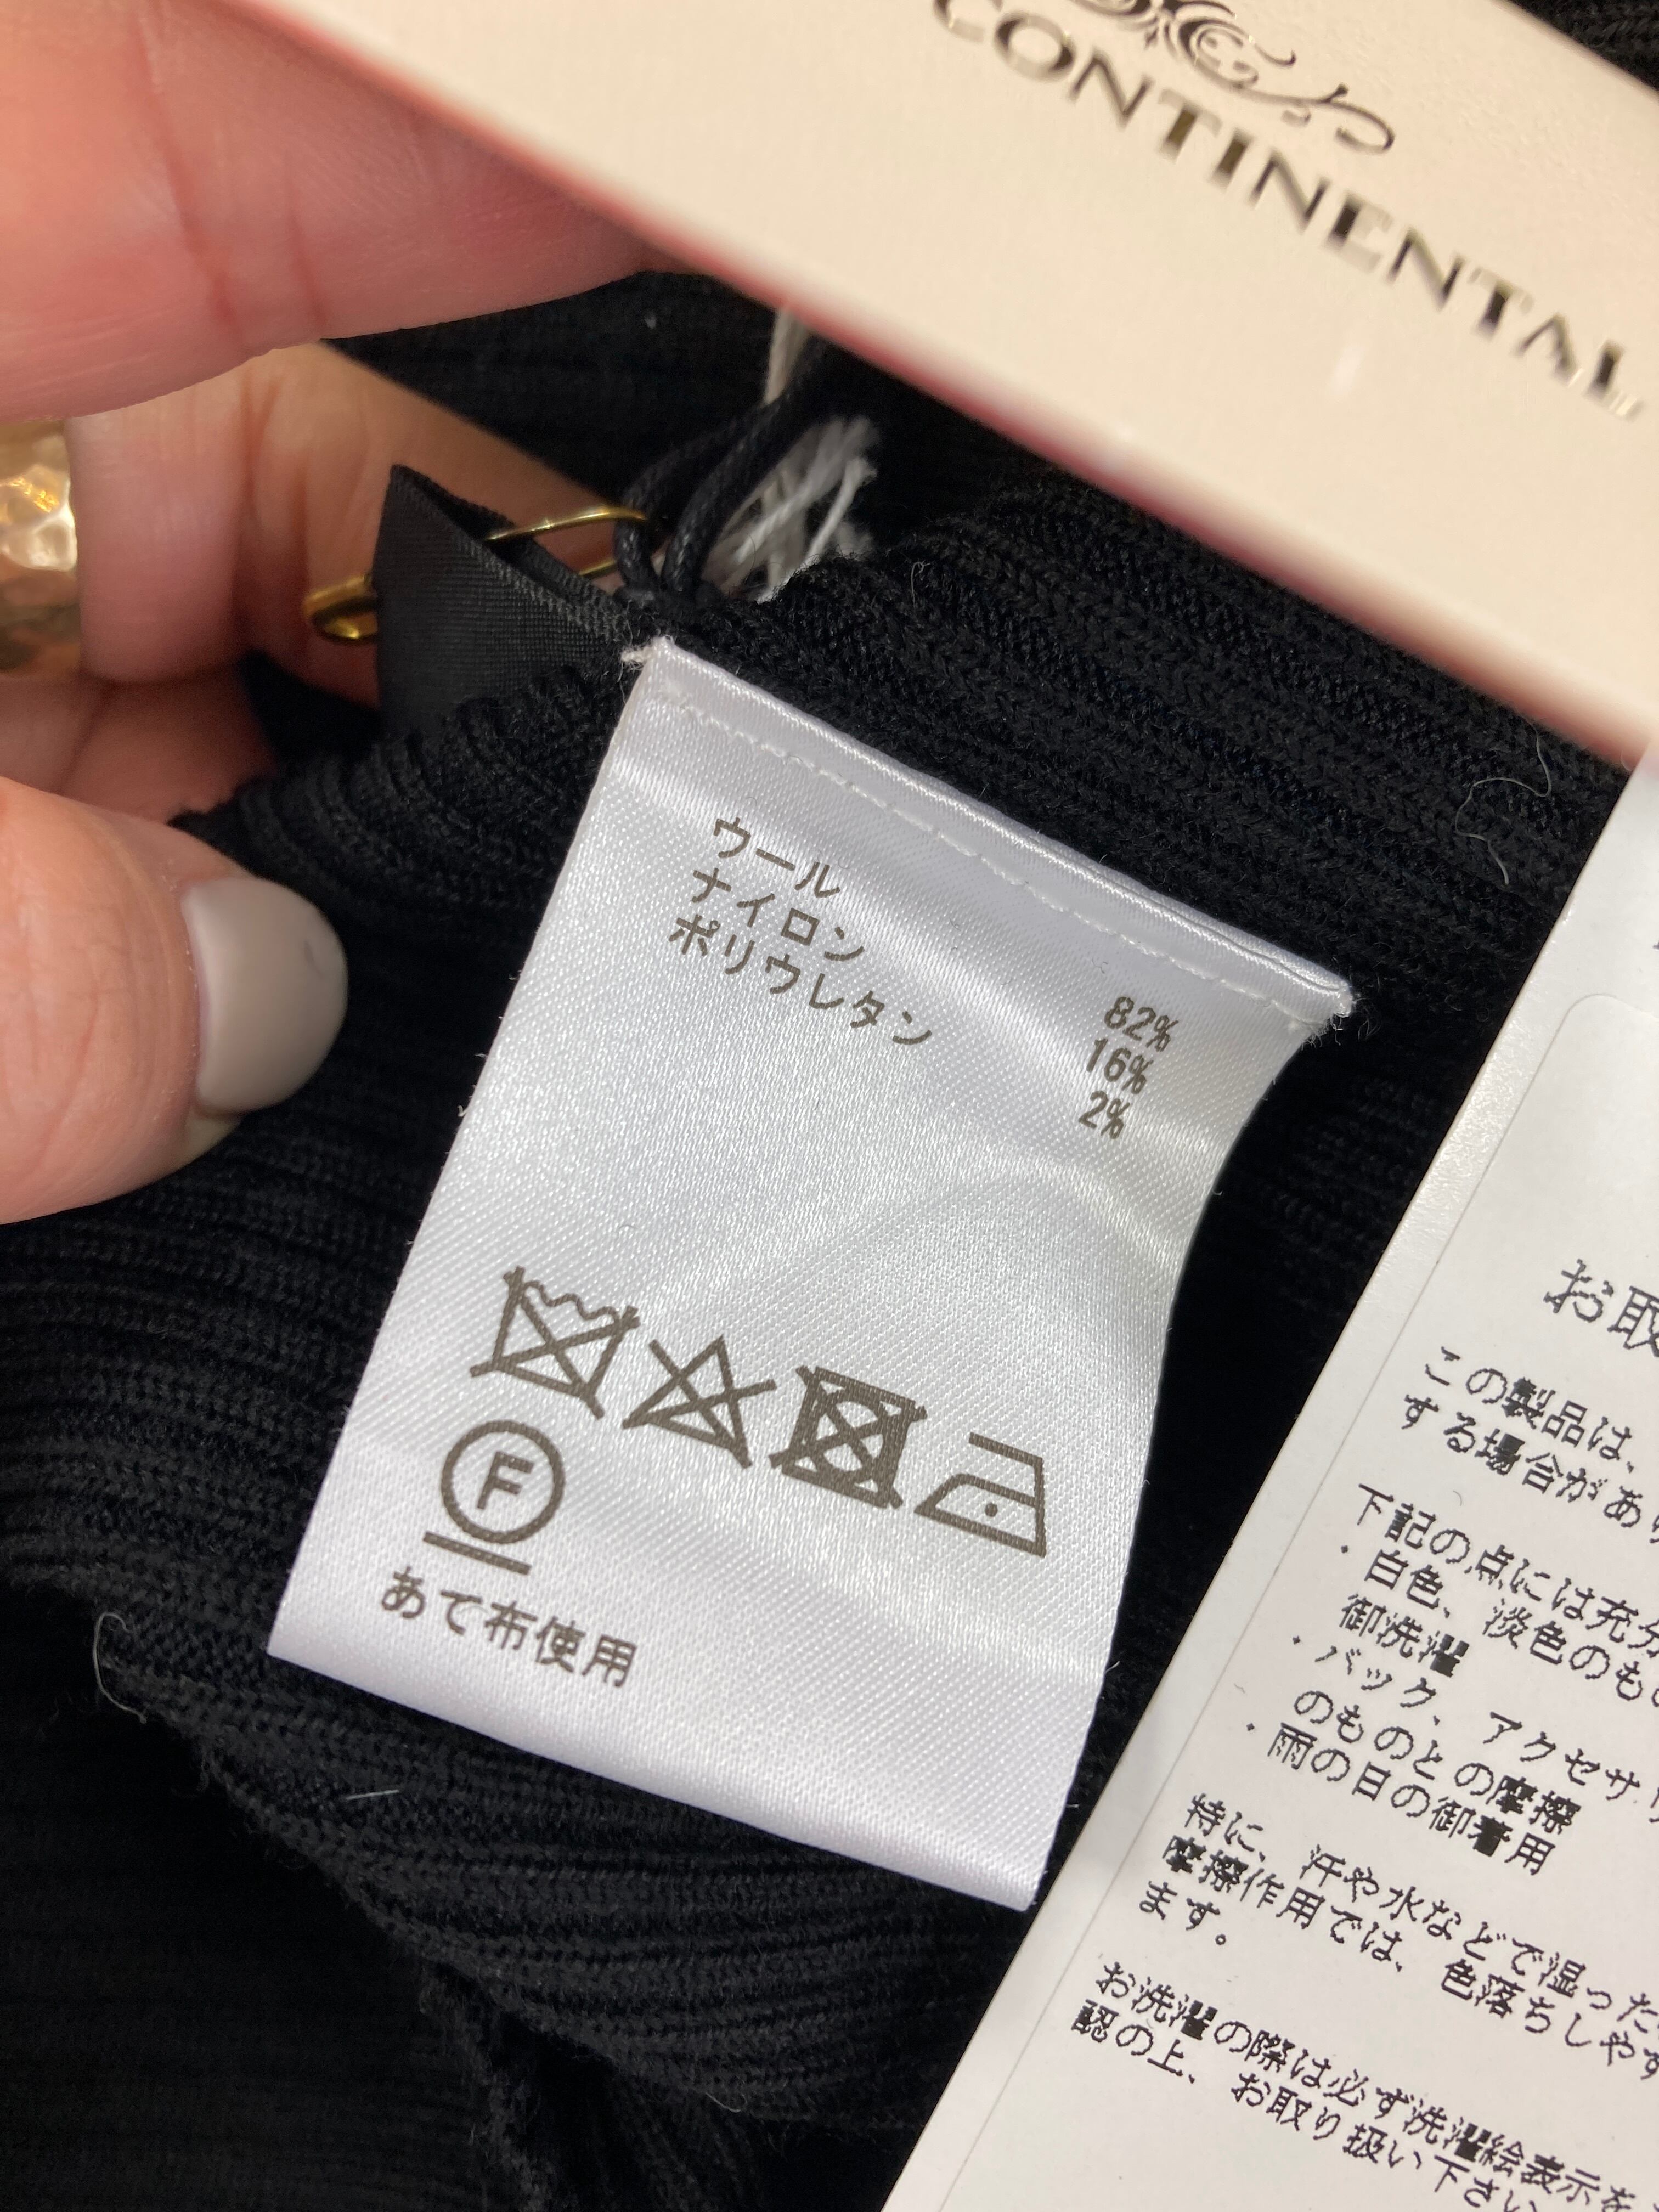 CONTINENTAL
ウール 82%
ナイロン 16%
ポリウレタン 2%
F
あて布使用
お取
この製品は、
する場合があり
下記の点には充分
・白色、淡色のもの
御洗濯
・バック、アクセサリ
のものとの摩擦
・雨の日の御着用
特に、汗や水などで湿った
摩擦作用では、色落ちしやす
ます。
お洗濯の際は必ず洗濯絵表示を
認の上、お取り扱い下さい